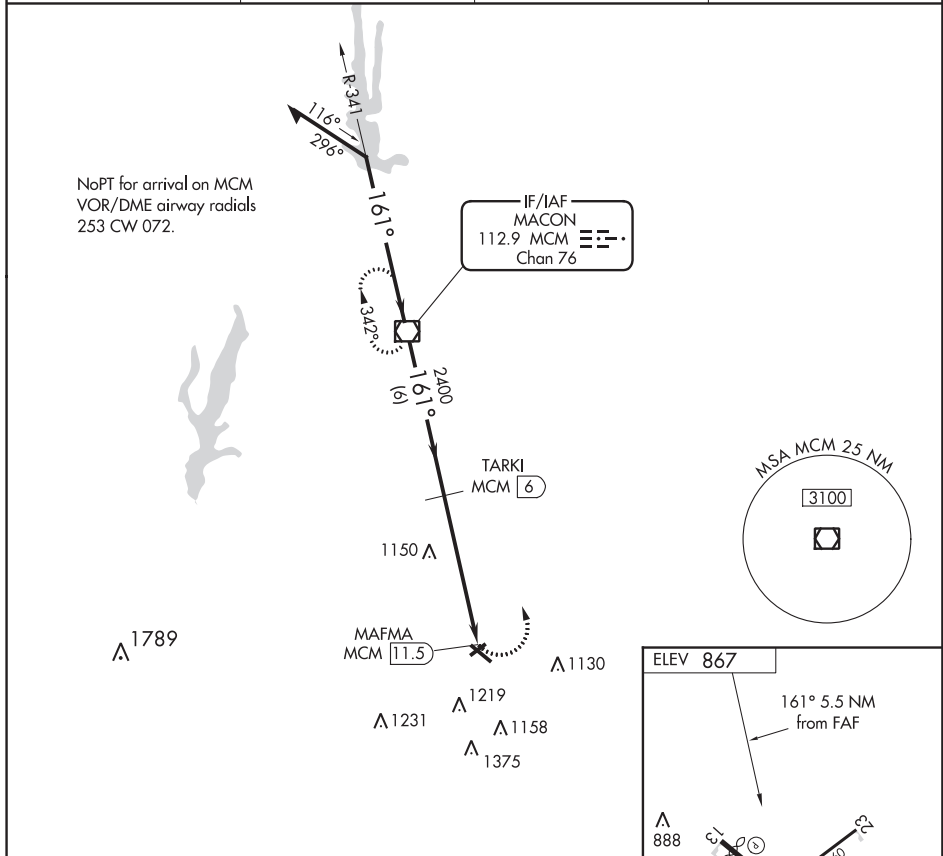 R-341
116°
296°
161°
NoPT for arrival on MCM
VOR/DME airway radials
253 CW 072.
IF/IAF
MACON
112.9 MCM
Chan 76
342°
2400
161°
(6)
TARKI
MCM 6
MSA MCM 25 NM
3100
1150
1789
MAFMA
MCM 11.5
1130
1219
1231
1158
1375
ELEV 867
161° 5.5 NM
from FAF
888
13
P
23